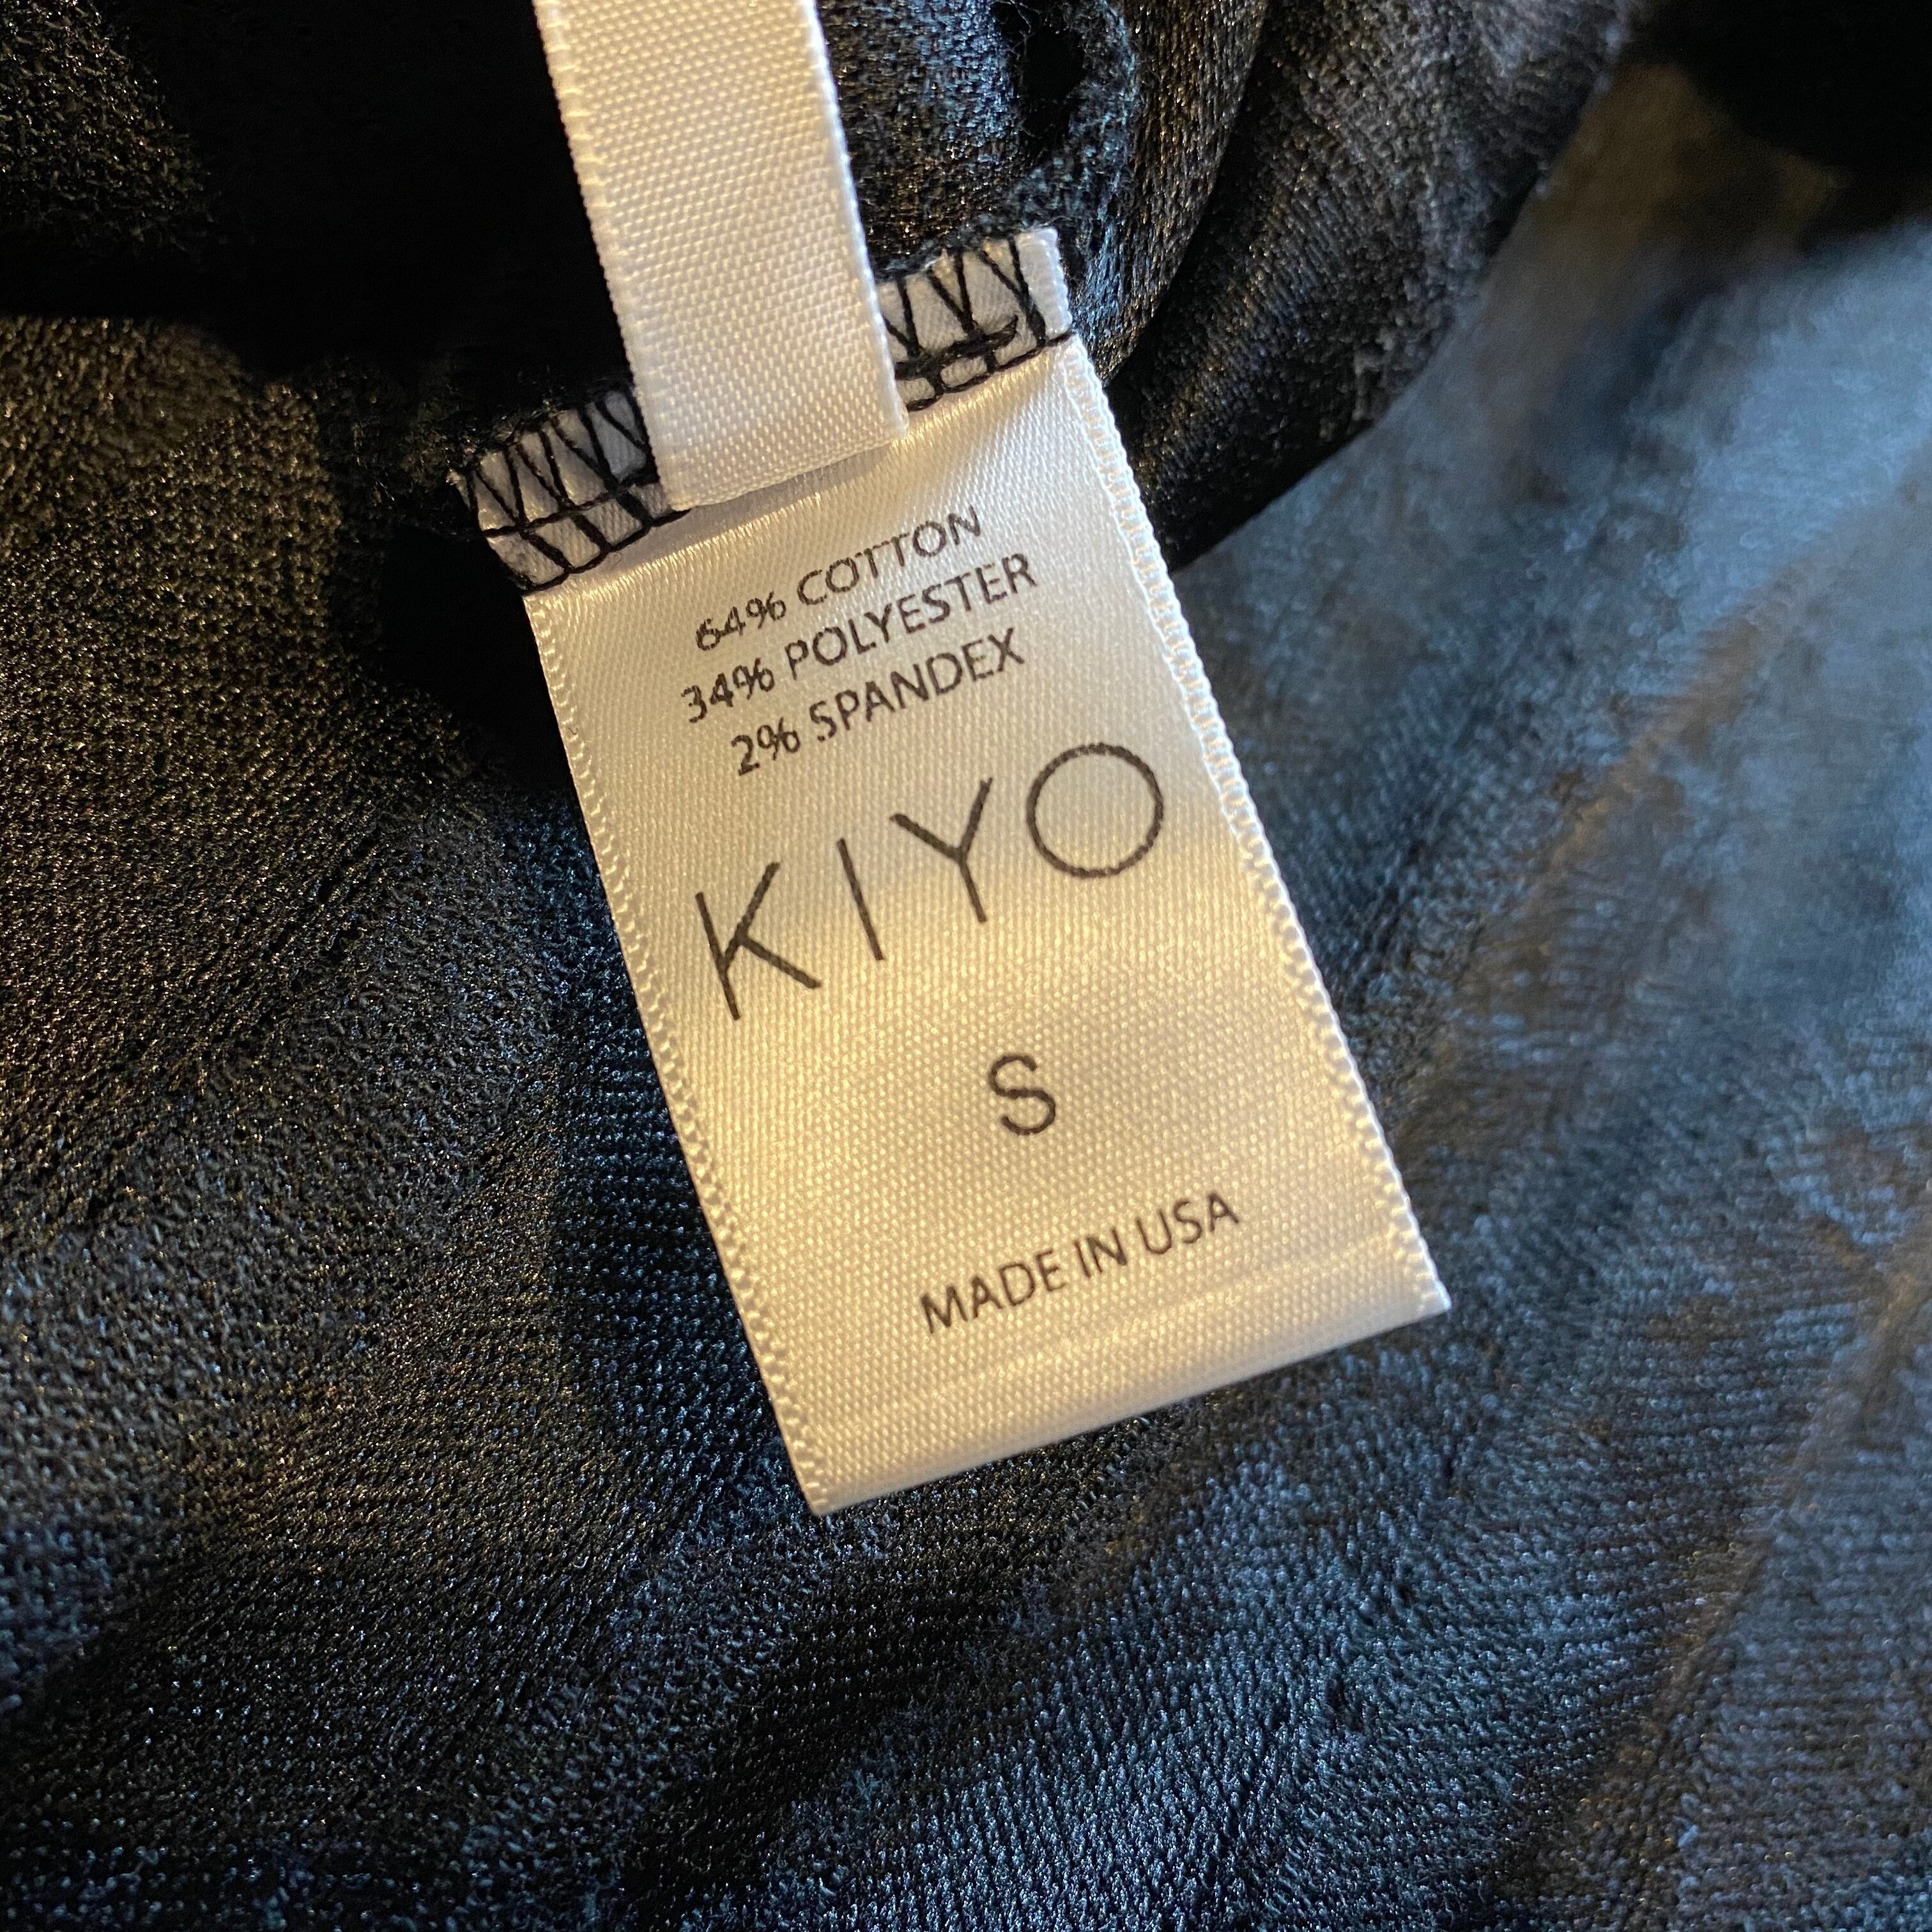 64% COTTON
34% POLYESTER
2% SPANDEX
KIYO
S
MADE IN USA